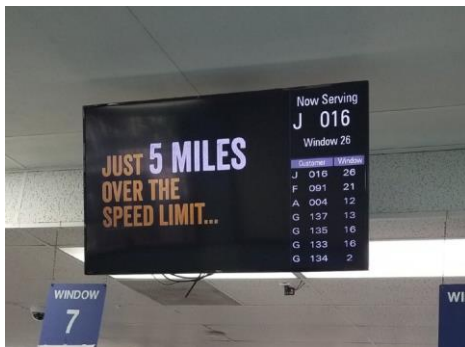 JUST 5 MILES
OVER THE
SPEED LIMIT...
Now Serving
J 016
Window 26
Customer Window
J 016 26
F 091 21
A 004 12
G 137 13
G 135 16
G 133 16
G 134 2
WINDOW
7
WI